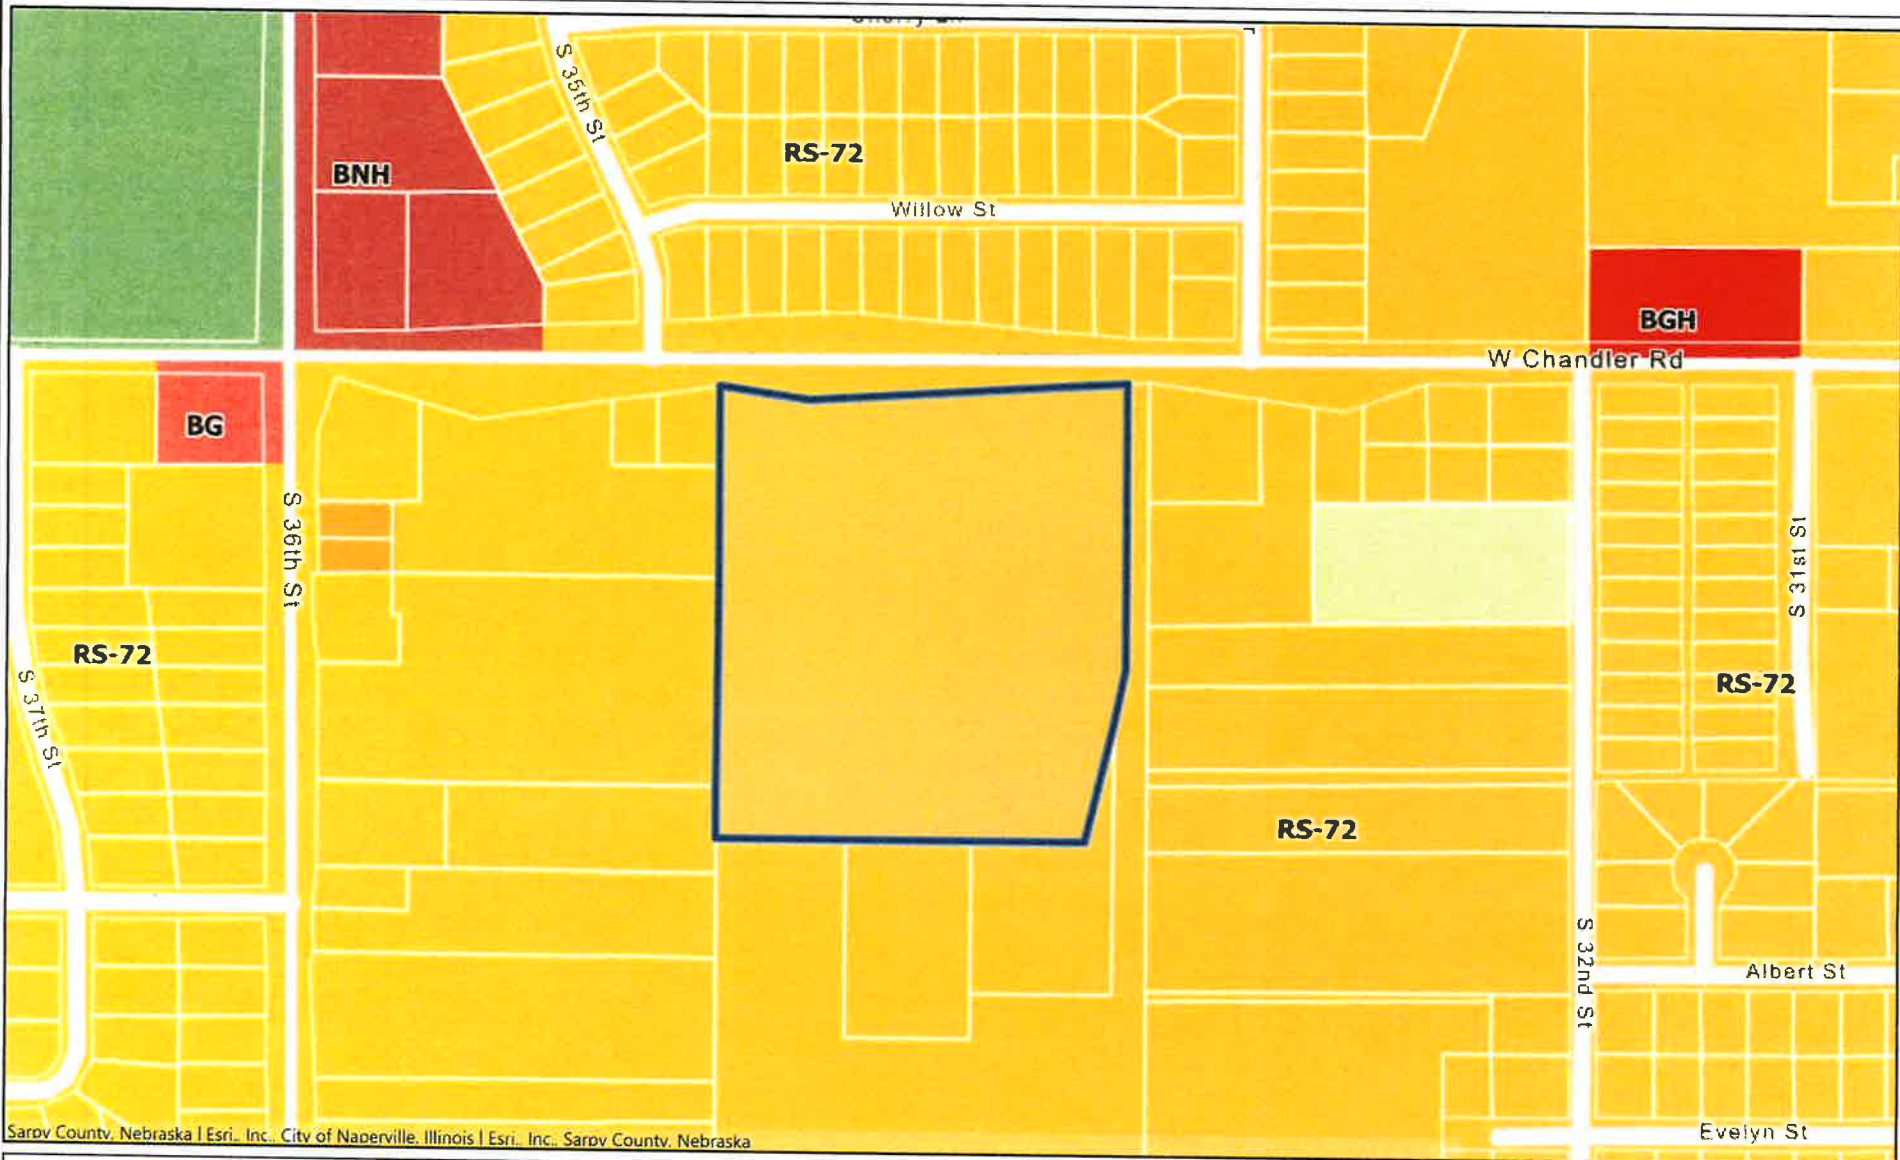 S 35th St
RS-72
BNH
Willow St
BGH
W Chandler Rd
BG
S 36th St
S 31st St
RS-72
S 37th St
RS-72
RS-72
S 32nd St
Albert St
Evelyn St
Sarpy County, Nebraska | Esri., Inc., City of Naperville, Illinois | Esri., Inc., Sarpy County, Nebraska